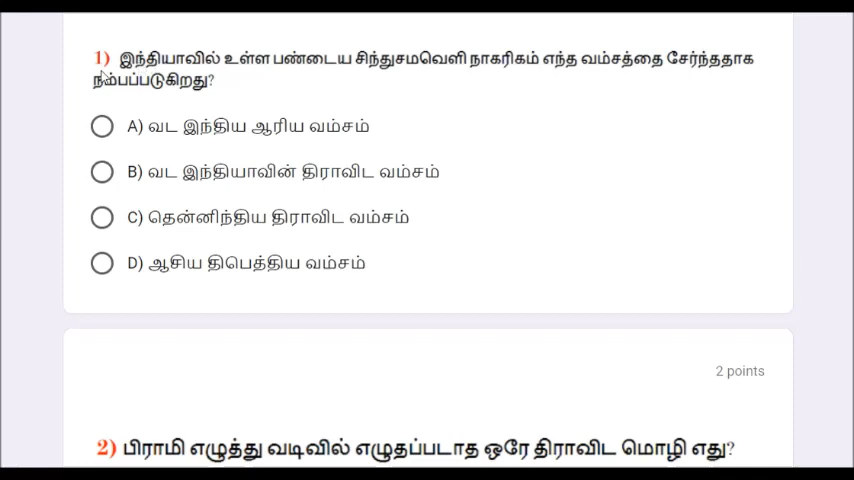 1) இந்தியாவில் உள்ள பண்டைய சிந்துசமவெளி நாகரிகம் எந்த வம்சத்தை சேர்ந்ததாக
நம்பப்படுகிறது?
A) வட இந்திய ஆரிய வம்சம்
B) வட இந்தியாவின் திராவிட வம்சம்
C) தென்னிந்திய திராவிட வம்சம்
D) ஆசிய திபெத்திய வம்சம்
2 points
2) பிராமி எழுத்து வடிவில் எழுதப்படாத ஒரே திராவிட மொழி எது?